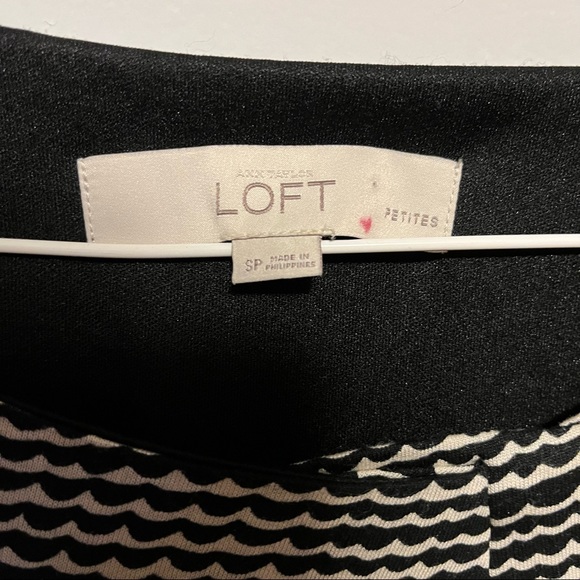 ANN TAYLOR
LOFT
PETITES
SP
MADE IN
PHILIPPINES